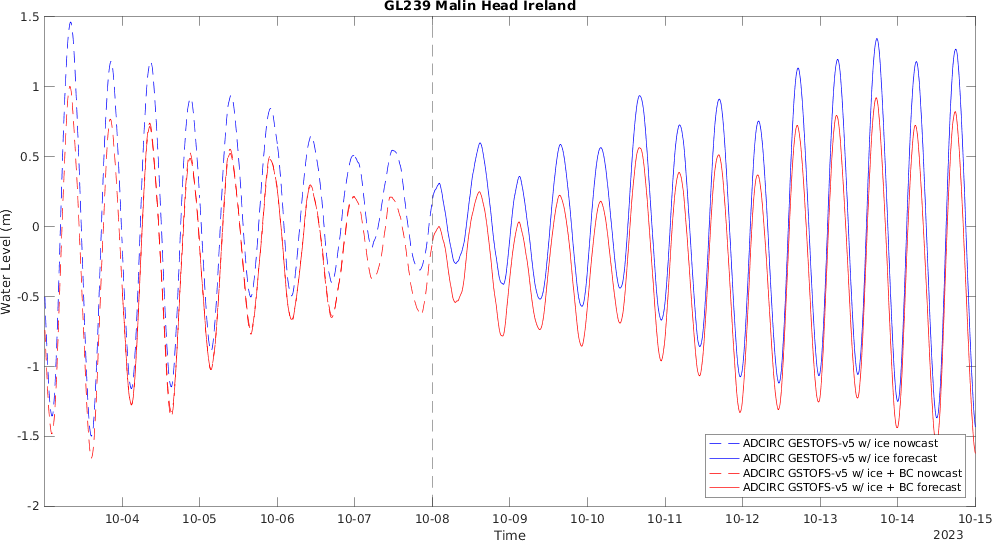 GL239 Malin Head Ireland
1.5
1
0.5
0
-0.5
-1
-1.5
-2
Water Level (m)
ADCIRC GESTOFS-v5 w/ ice nowcast
ADCIRC GESTOFS-v5 w/ ice forecast
ADCIRC GSTOFS-v5 w/ ice + BC nowcast
ADCIRC GSTOFS-v5 w/ ice + BC forecast
10-04 10-05 10-06 10-07 10-08 10-09 10-10 10-11 10-12 10-13 10-14 10-15
Time
2023